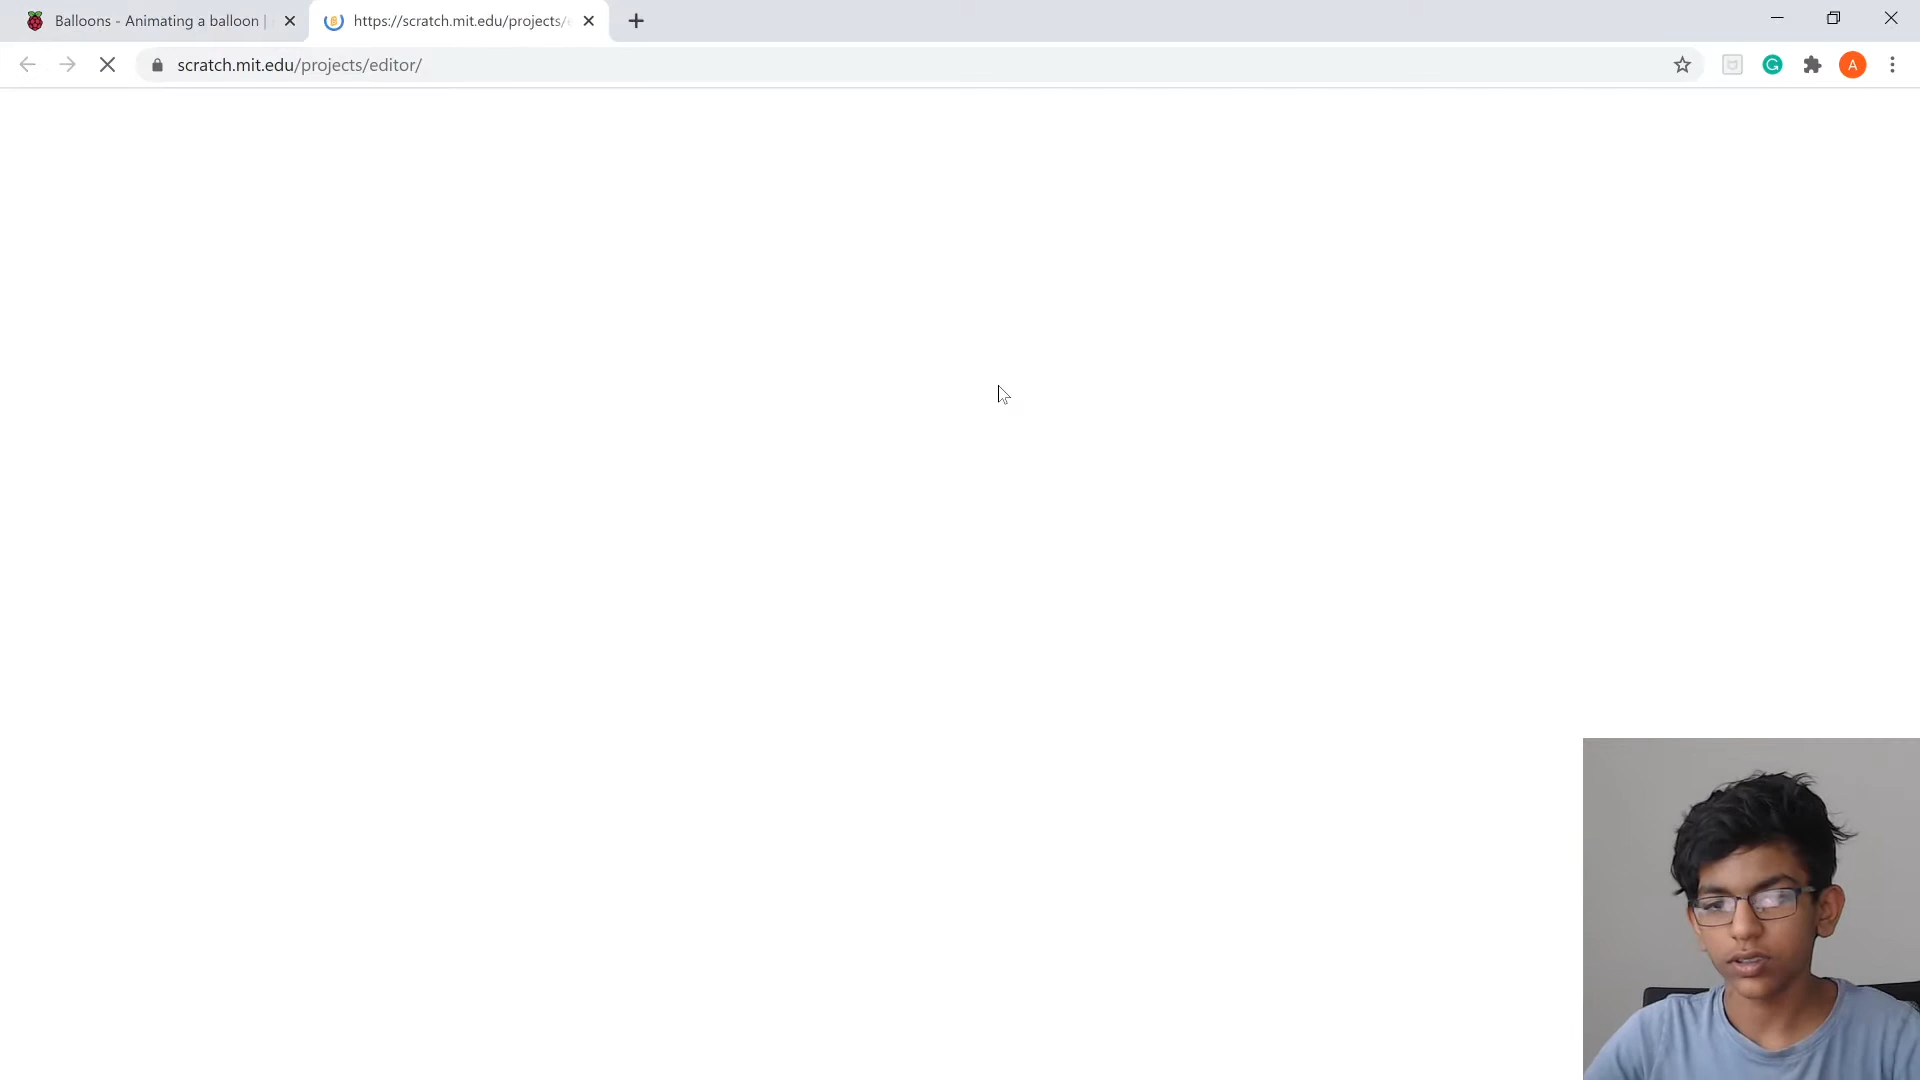 Balloons - Animating a balloon |
https://scratch.mit.edu/projects/
scratch.mit.edu/projects/editor/
A